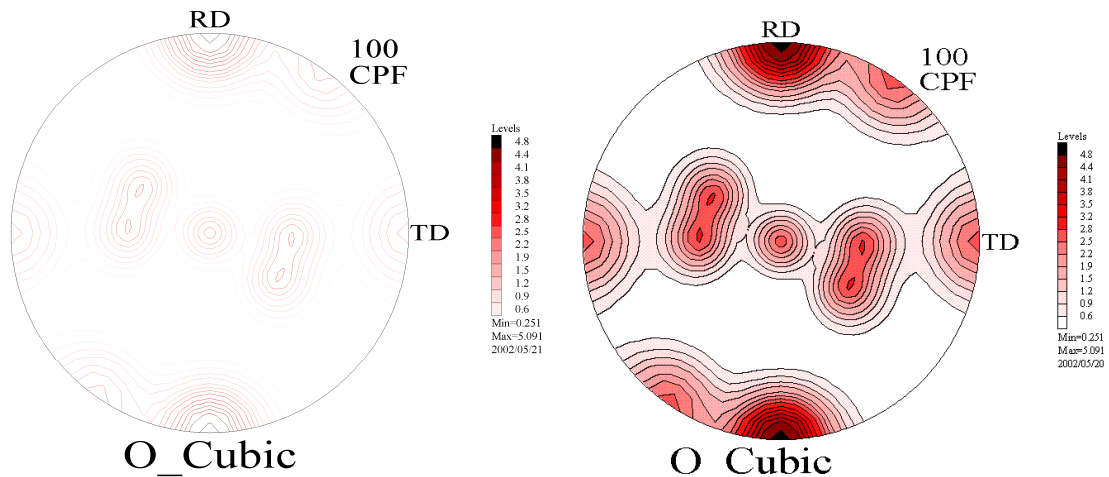 RD
100
CPF
TD
Levels
4.8
4.4
4.1
3.8
3.5
3.2
2.8
2.5
2.2
1.9
1.5
1.2
0.9
0.6
Min=0.251
Max=5.091
2002/05/21
O_Cubic
RD
100
CPF
TD
Levels
4.8
4.4
4.1
3.8
3.5
3.2
2.8
2.5
2.2
1.9
1.5
1.2
0.9
0.6
Min=0.251
Max=5.091
2002/05/20
O Cubic